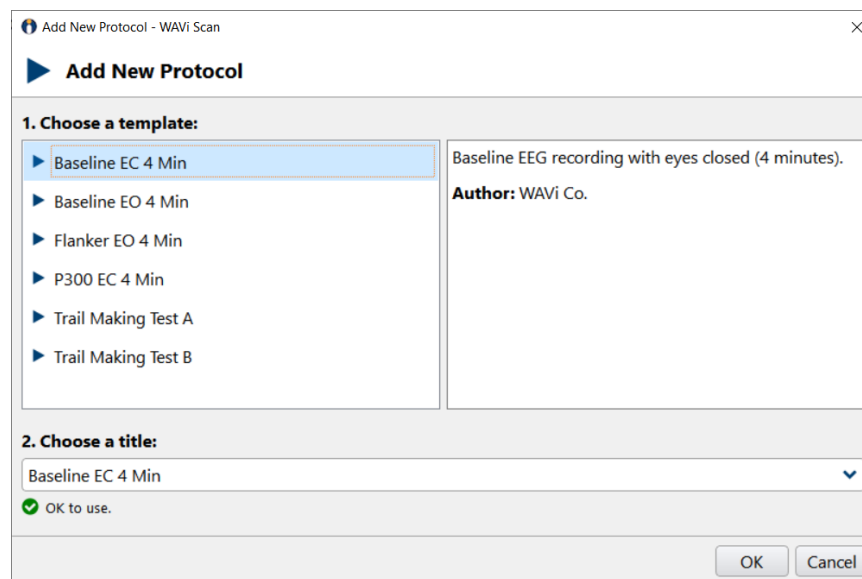 Add New Protocol - WAVi Scan
Add New Protocol
1. Choose a template:
Baseline EC 4 Min
Baseline EO 4 Min
Flanker EO 4 Min
P300 EC 4 Min
Trail Making Test A
Trail Making Test B
Baseline EEG recording with eyes closed (4 minutes).
Author: WAVi Co.
2. Choose a title:
Baseline EC 4 Min
OK to use.
OK
Cancel